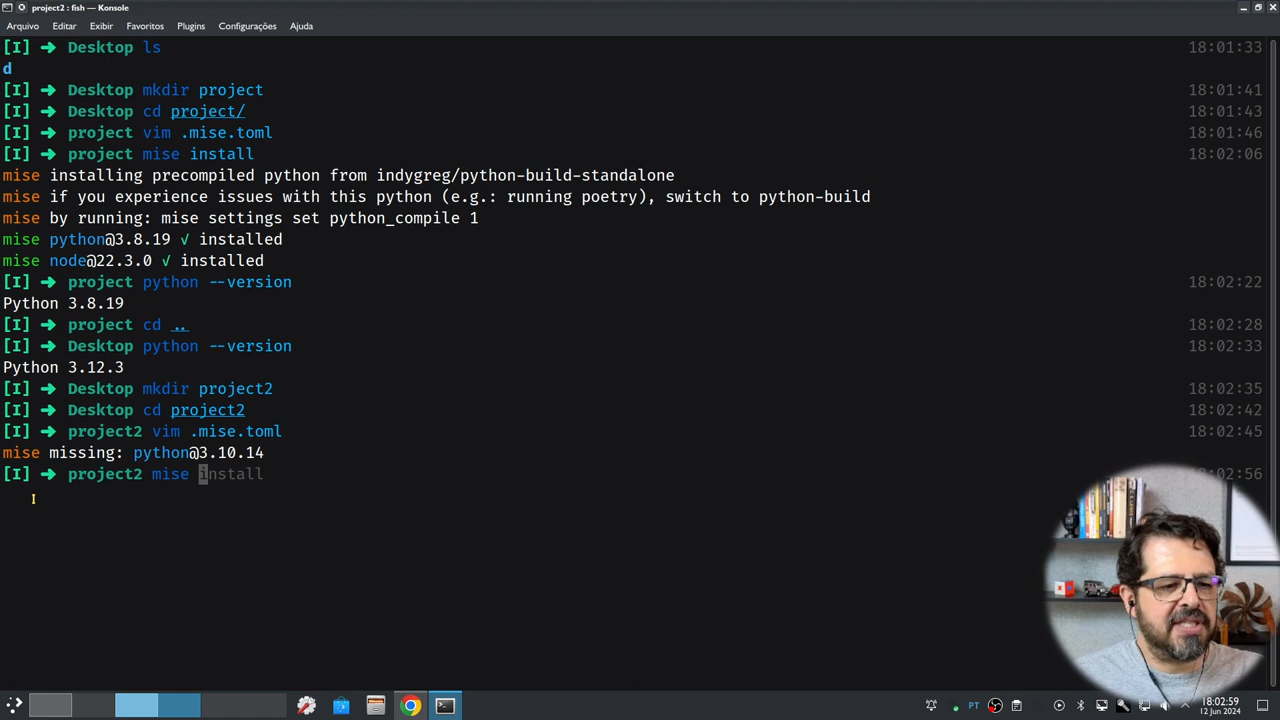 project2 : fish — Konsole
Arquivo Editar Exibir Favoritos Plugins Configurações Ajuda
[I] ➜ Desktop ls 18:01:33
d
[I] ➜ Desktop mkdir project 18:01:41
[I] ➜ Desktop cd project/ 18:01:43
[I] ➜ project vim .mise.toml 18:01:46
[I] ➜ project mise install 18:02:06
mise installing precompiled python from indygreg/python-build-standalone
mise if you experience issues with this python (e.g.: running poetry), switch to python-build
mise by running: mise settings set python_compile 1
mise python@3.8.19 ✓ installed
mise node@22.3.0 ✓ installed
[I] ➜ project python --version 18:02:22
Python 3.8.19
[I] ➜ project cd .. 18:02:28
[I] ➜ Desktop python --version 18:02:33
Python 3.12.3
[I] ➜ Desktop mkdir project2 18:02:35
[I] ➜ Desktop cd project2 18:02:42
[I] ➜ project2 vim .mise.toml 18:02:45
mise missing: python@3.10.14
[I] ➜ project2 mise install 18:02:56
PT
18:02:59
12 Jun 2024